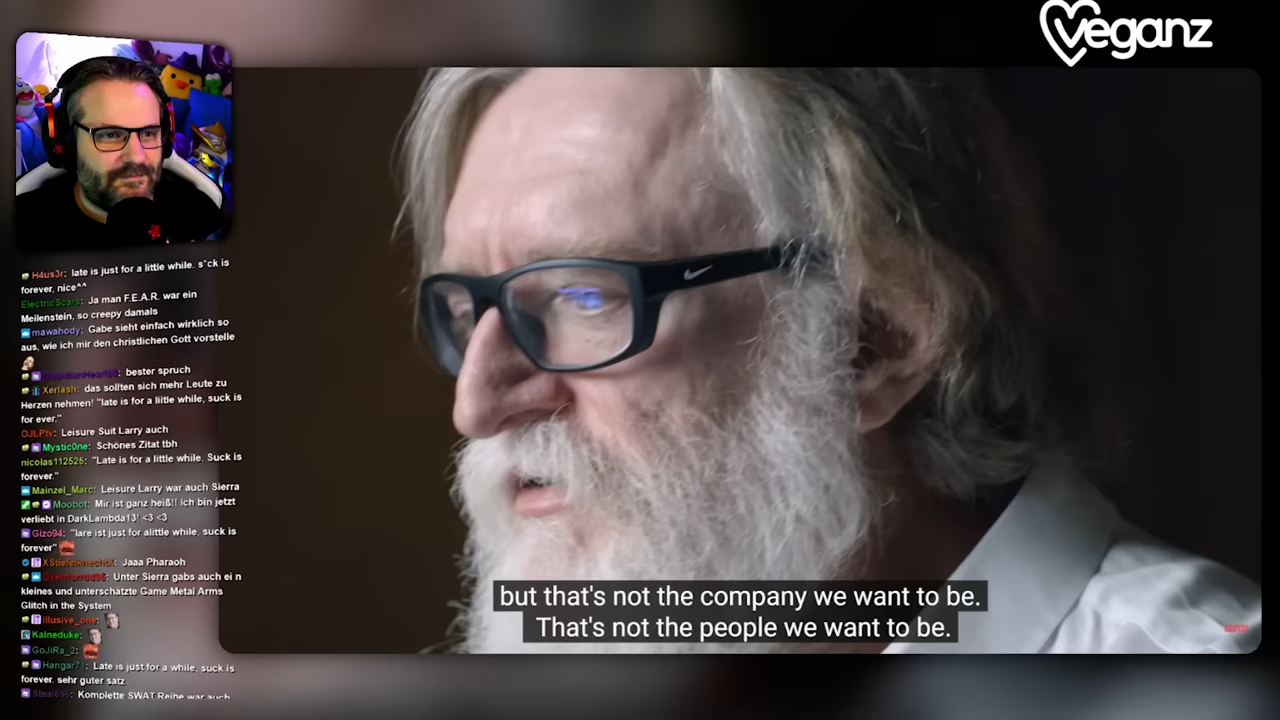 Veganz
H4us3r: late is just for a little while. s*ck is
forever, nice^^
ElectricScars: Ja man F.E.A.R. war ein
Meilenstein, so creepy damals
mawahody: Gabe sieht einfach wirklich so
aus, wie ich mir den christlichen Gott vorstelle
bester spruch
Xerlash: das sollten sich mehr Leute zu
Herzen nehmen! "late is for a liitle while, suck is
for ever."
OJLPtv: Leisure Suit Larry auch
Mystic0ne: Schönes Zitat tbh
nicolas112525: "Late is for a little while. Suck is
forever."
Mainzel_Marc: Leisure Larry war auch Sierra
Moobot: Mir ist ganz heiß!! Ich bin jetzt
verliebt in DarkLambda13! <3 <3
Gizo94: "lare ist just for alittle while, suck is
forever"
XStiefelknechtX: Jaaa Pharaoh
Unter Sierra gabs auch ei n
kleines und unterschätzte Game Metal Arms
Glitch in the System
illusive_one:
Kaineduke:
GoJiRa_2:
Hangar71: Late is just for a while, suck is
forever. sehr guter satz
Komplette SWAT Reihe war auch
but that's not the company we want to be.
That's not the people we want to be.